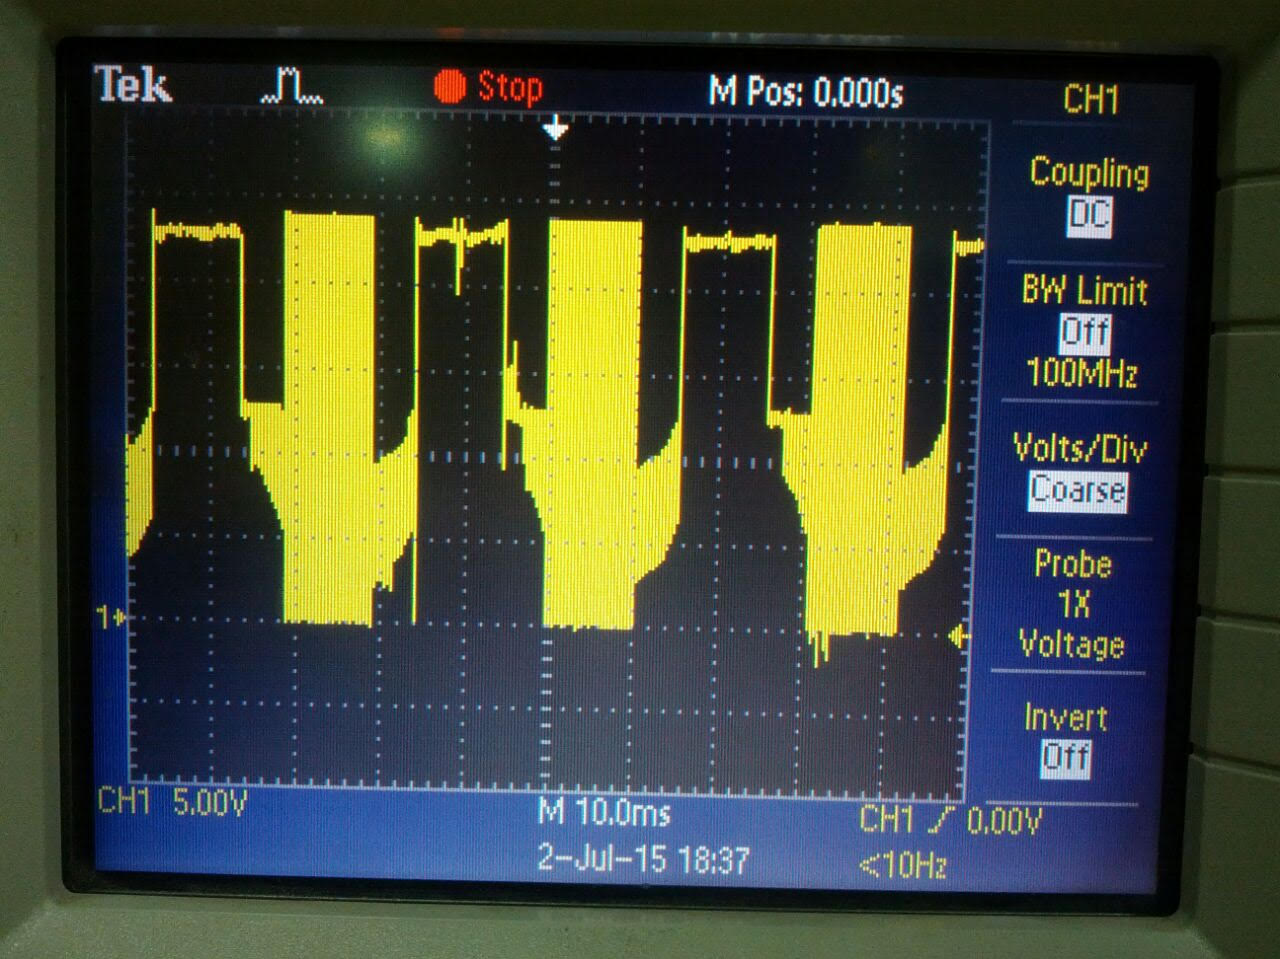 Tek Stop M Pos: 0.000s CH1
Coupling
DC
BW Limit
Off
100MHz
Volts/Div
Coarse
Probe
1X
Voltage
Invert
Off
1
CH1 5.00V M 10.0ms CH1 0.00V
2-Jul-15 18:37 <10Hz